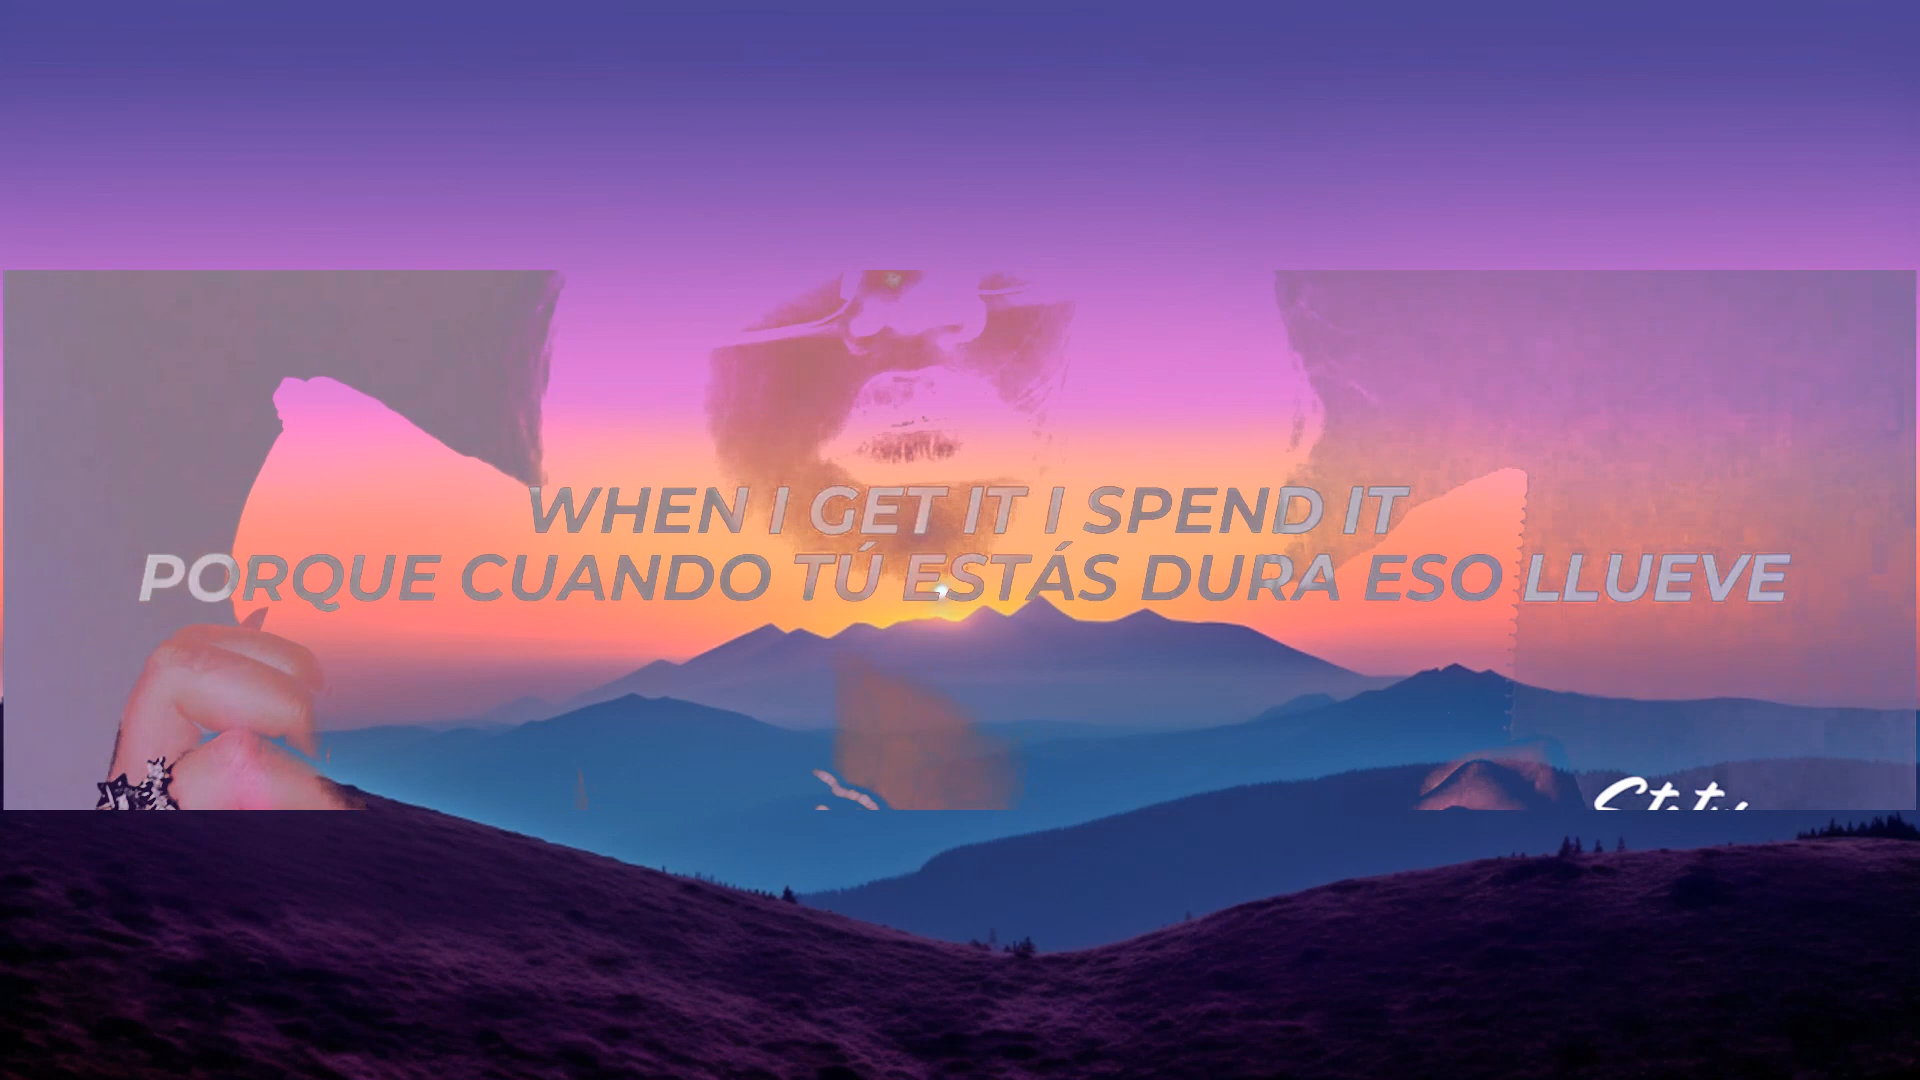 WHEN I GET IT I SPEND IT
PORQUE CUANDO TÚ ESTÁS DURA ESO LLUEVE